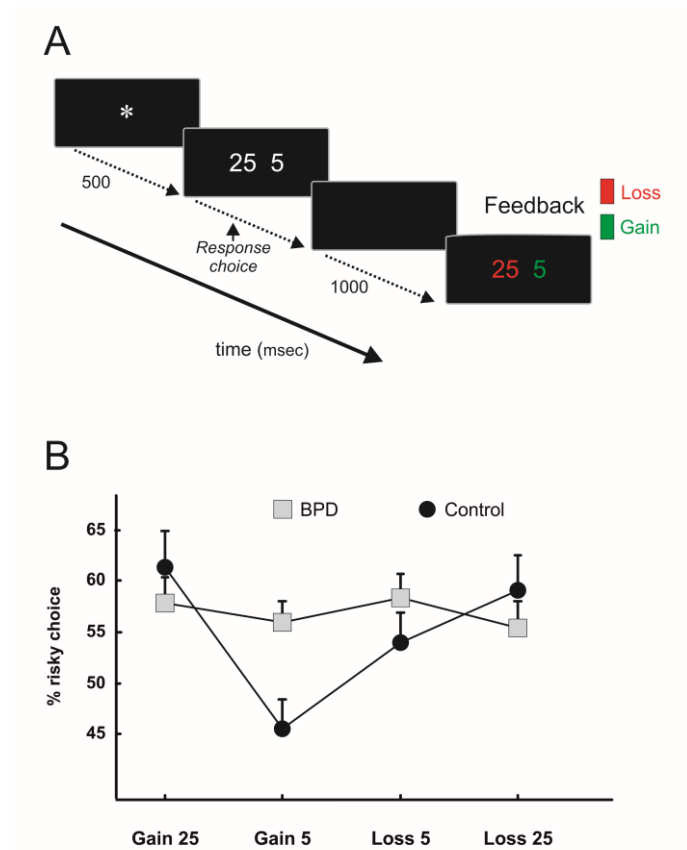 A
*
500
25 5
Response
choice
1000
Feedback
Loss
Gain
25 5
time (msec)
B
BPD
Control
% risky choice
65
60
55
50
45
Gain 25
Gain 5
Loss 5
Loss 25